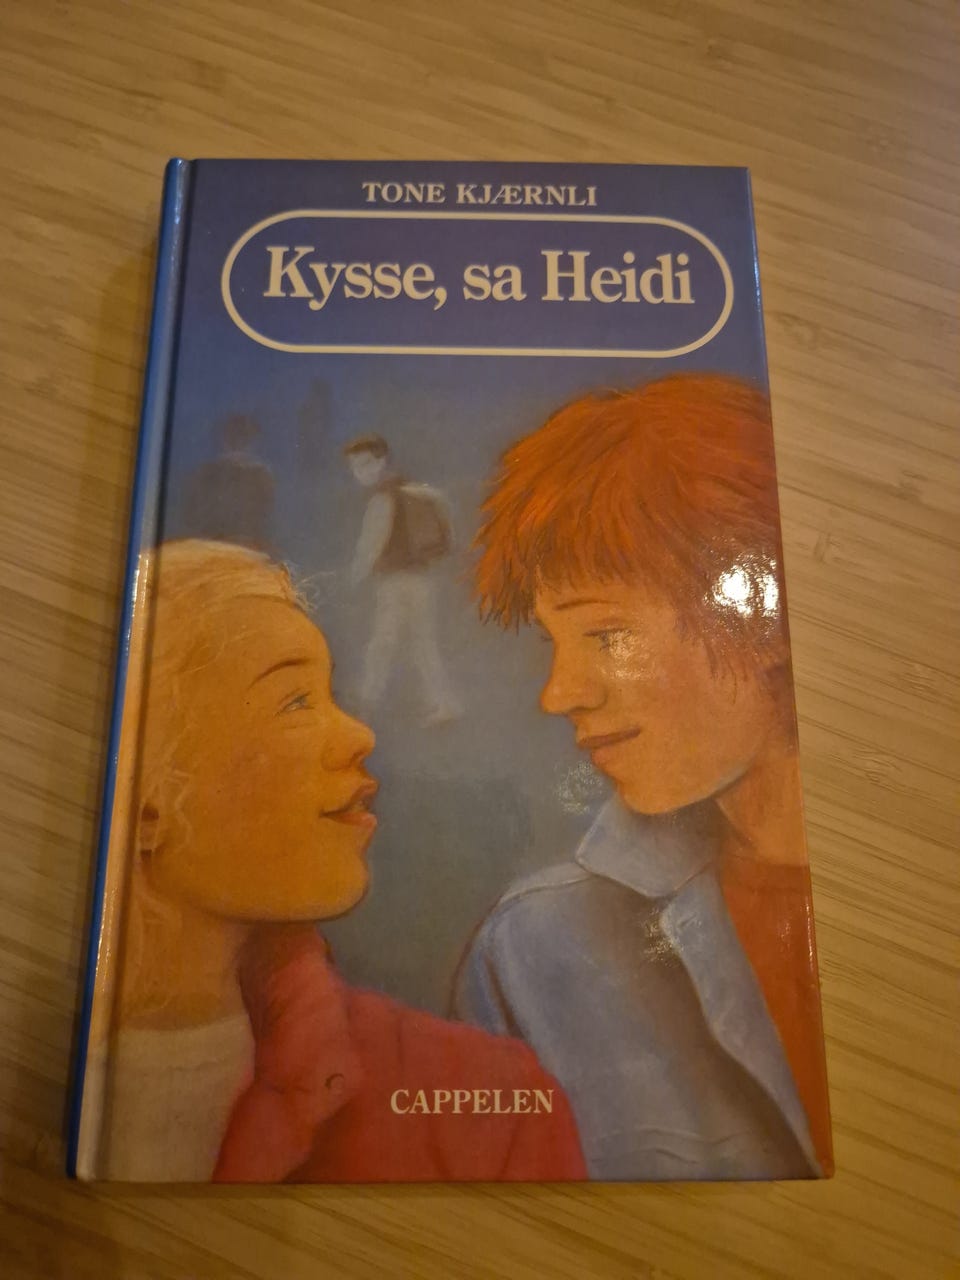 TONE KJÆRNLI
Kysse, sa Heidi
CAPPELEN